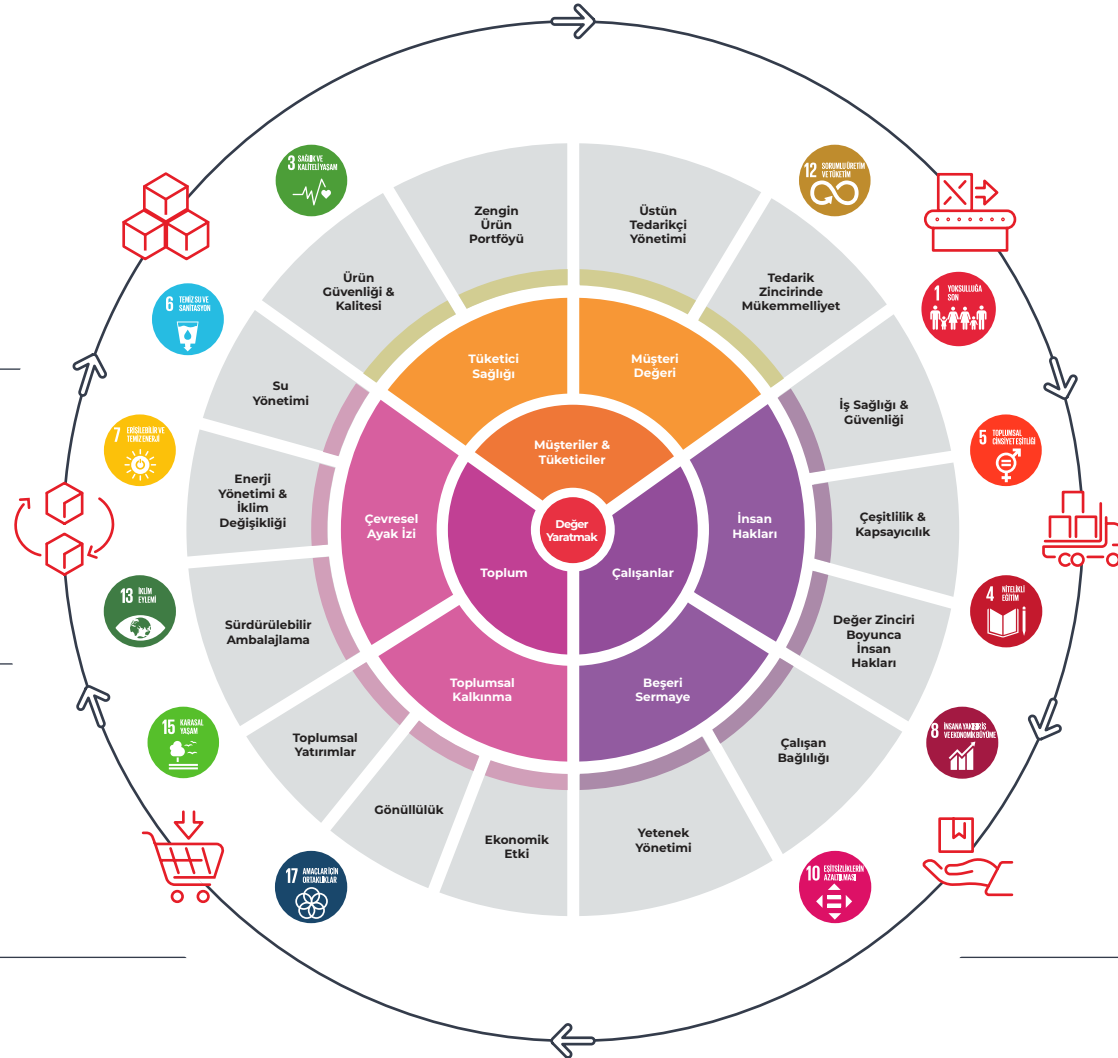 3 SAĞLIK VE
KALİTELİ YAŞAM
12 SORUMLU ÜRETİM
VE TÜKETİM
Zengin
Ürün
Portföyü
Üstün
Tedarikçi
Yönetimi
Ürün
Güvenliği &
Kalitesi
Tedarik
Zincirinde
Mükemmelliyet
6 TEMİZ SU VE
SANİTASYON
1 YOKSULLUĞA
SON
Tüketici
Sağlığı
Müşteri
Değeri
Su
Yönetimi
İş Sağlığı &
Güvenliği
7 ERİŞİLEBİLİR VE
TEMİZ ENERJİ
5 TOPLUMSAL
CİNSİYET EŞİTLİĞİ
Müşteriler &
Tüketiciler
Enerji
Yönetimi &
İklim
Değişikliği
Çevresel
Ayak İzi
Değer
Yaratmak
İnsan
Hakları
Çeşitlilik &
Kapsayıcılık
Toplum
Çalışanlar
13 İKLİM
EYLEMİ
4 NİTELİKLİ
EĞİTİM
Sürdürülebilir
Ambalajlama
Değer Zinciri
Boyunca
İnsan
Hakları
Toplumsal
Kalkınma
Beşeri
Sermaye
15 KARASAL
YAŞAM
8 İNSANA YAKIŞIR İŞ
VE EKONOMİK BÜYÜME
Toplumsal
Yatırımlar
Çalışan
Bağlılığı
Gönüllülük
Ekonomik
Etki
Yetenek
Yönetimi
17 AMAÇLAR İÇİN
ORTAKLIKLAR
10 EŞİTSİZLİKLERİN
AZALTILMASI